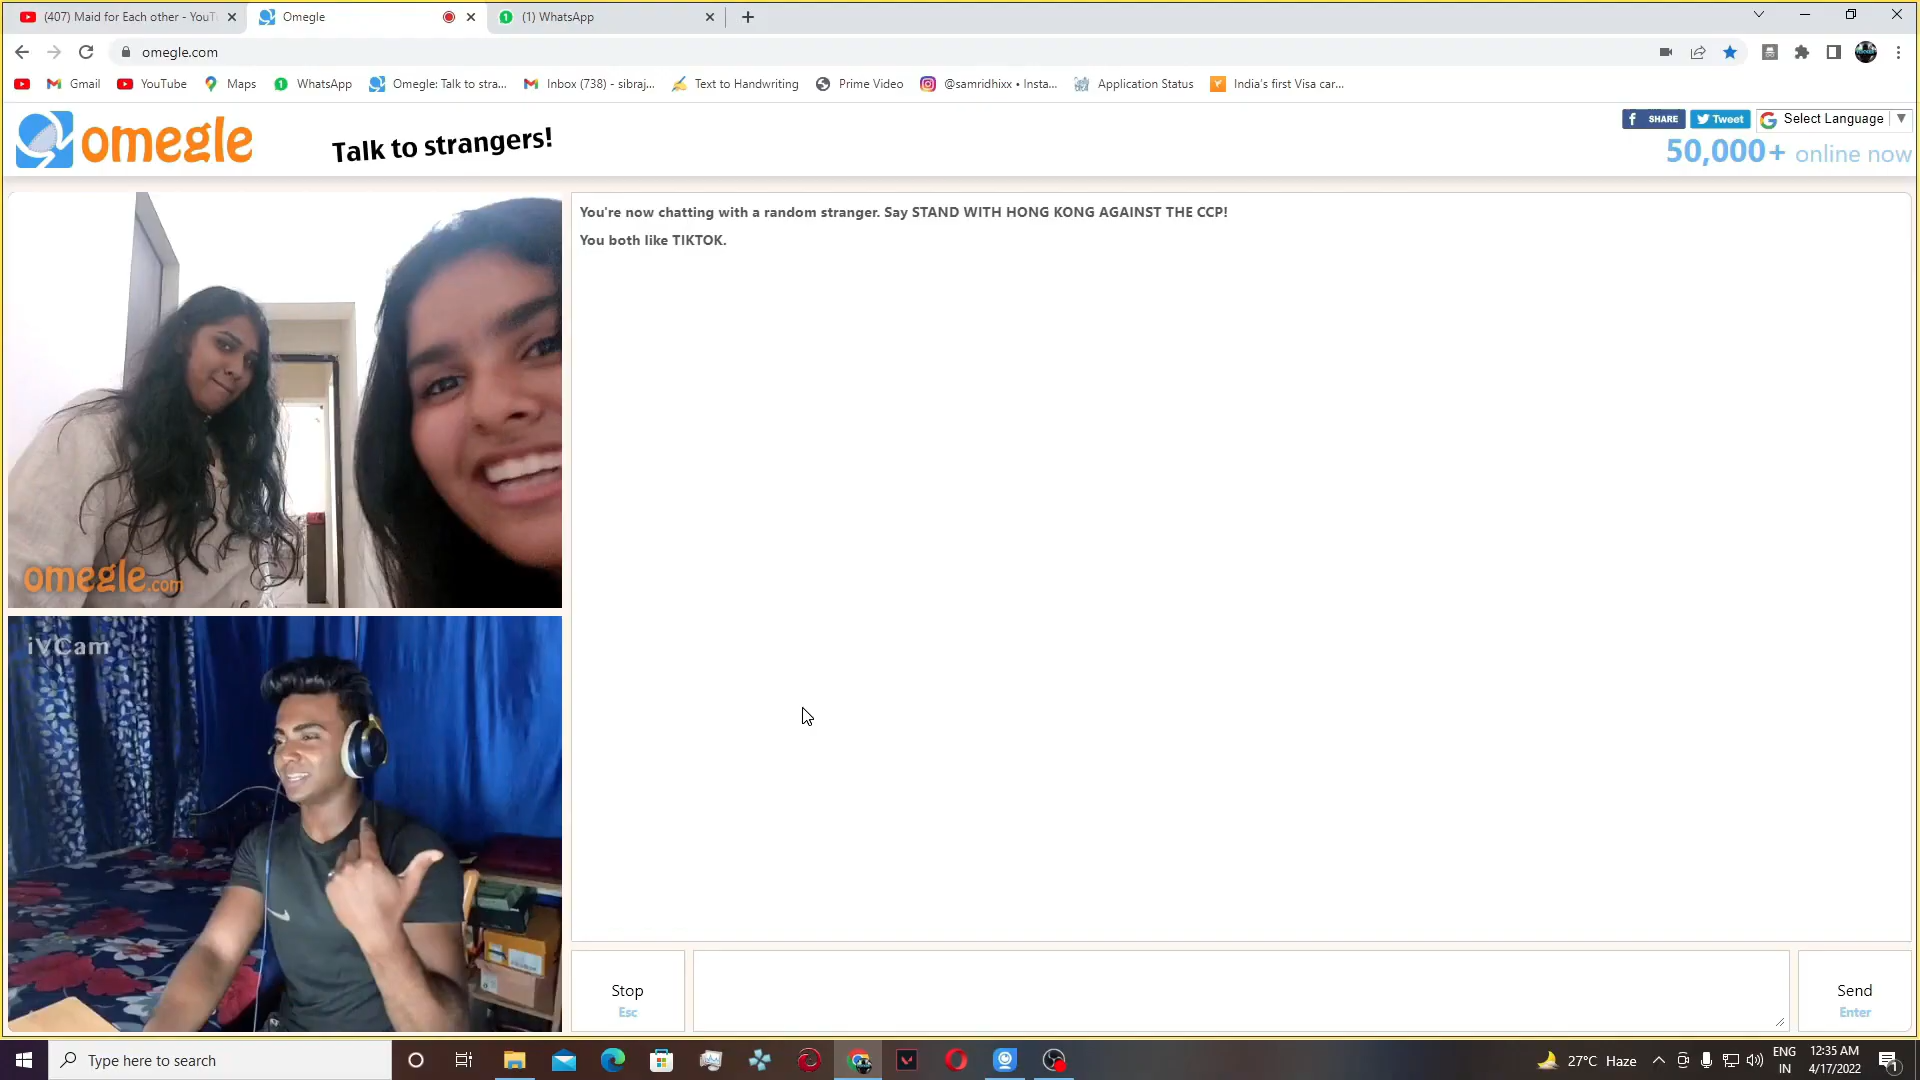 (407) Maid for Each other - YouT
Omegle
(1) WhatsApp
omegle.com
Gmail
YouTube
Maps
WhatsApp
Omegle: Talk to stra...
Inbox (738) - sibraj...
Text to Handwriting
Prime Video
@samridhixx • Insta...
Application Status
India's first Visa car...
omegle
Talk to strangers!
SHARE
Tweet
Select Language
50,000+ online now
You're now chatting with a random stranger. Say STAND WITH HONG KONG AGAINST THE CCP!
You both like TIKTOK.
omegle.com
iVCam
Stop
Esc
Send
Enter
Type here to search
27°C Haze
ENG
IN
12:35 AM
4/17/2022
1